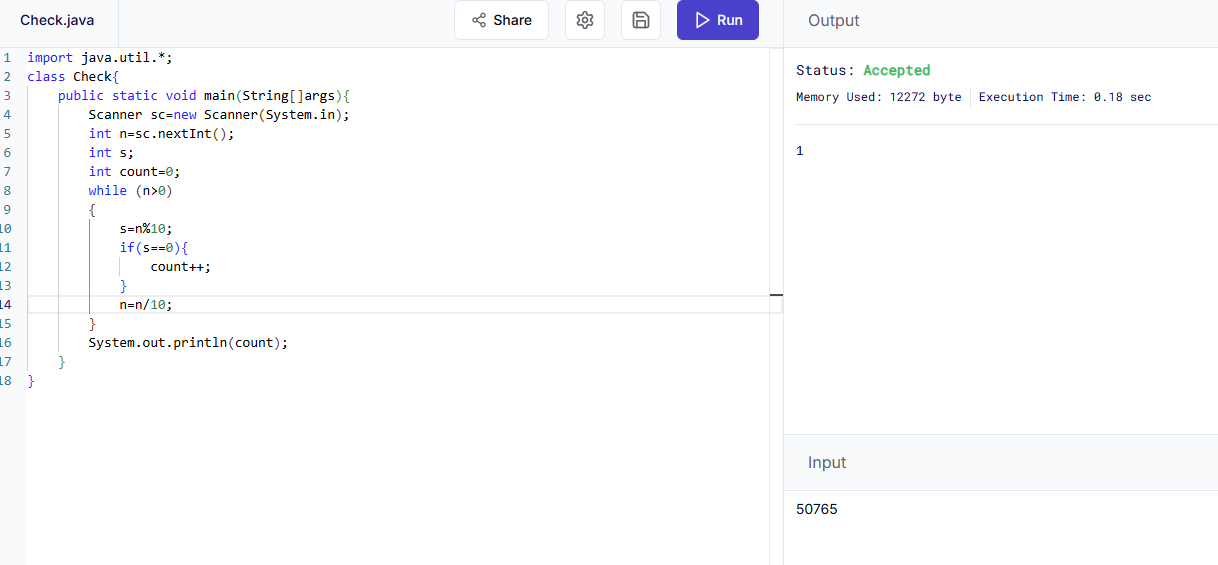 Check.java
Share
Run
Output
1 import java.util.*;
2 class Check{
3     public static void main(String[]args){
4         Scanner sc=new Scanner(System.in);
5         int n=sc.nextInt();
6         int s;
7         int count=0;
8         while (n>0)
9         {
10             s=n%10;
11             if(s==0){
12                 count++;
13             }
14             n=n/10;
15         }
16         System.out.println(count);
17     }
18 }
Status: Accepted
Memory Used: 12272 byte Execution Time: 0.18 sec
1
Input
50765